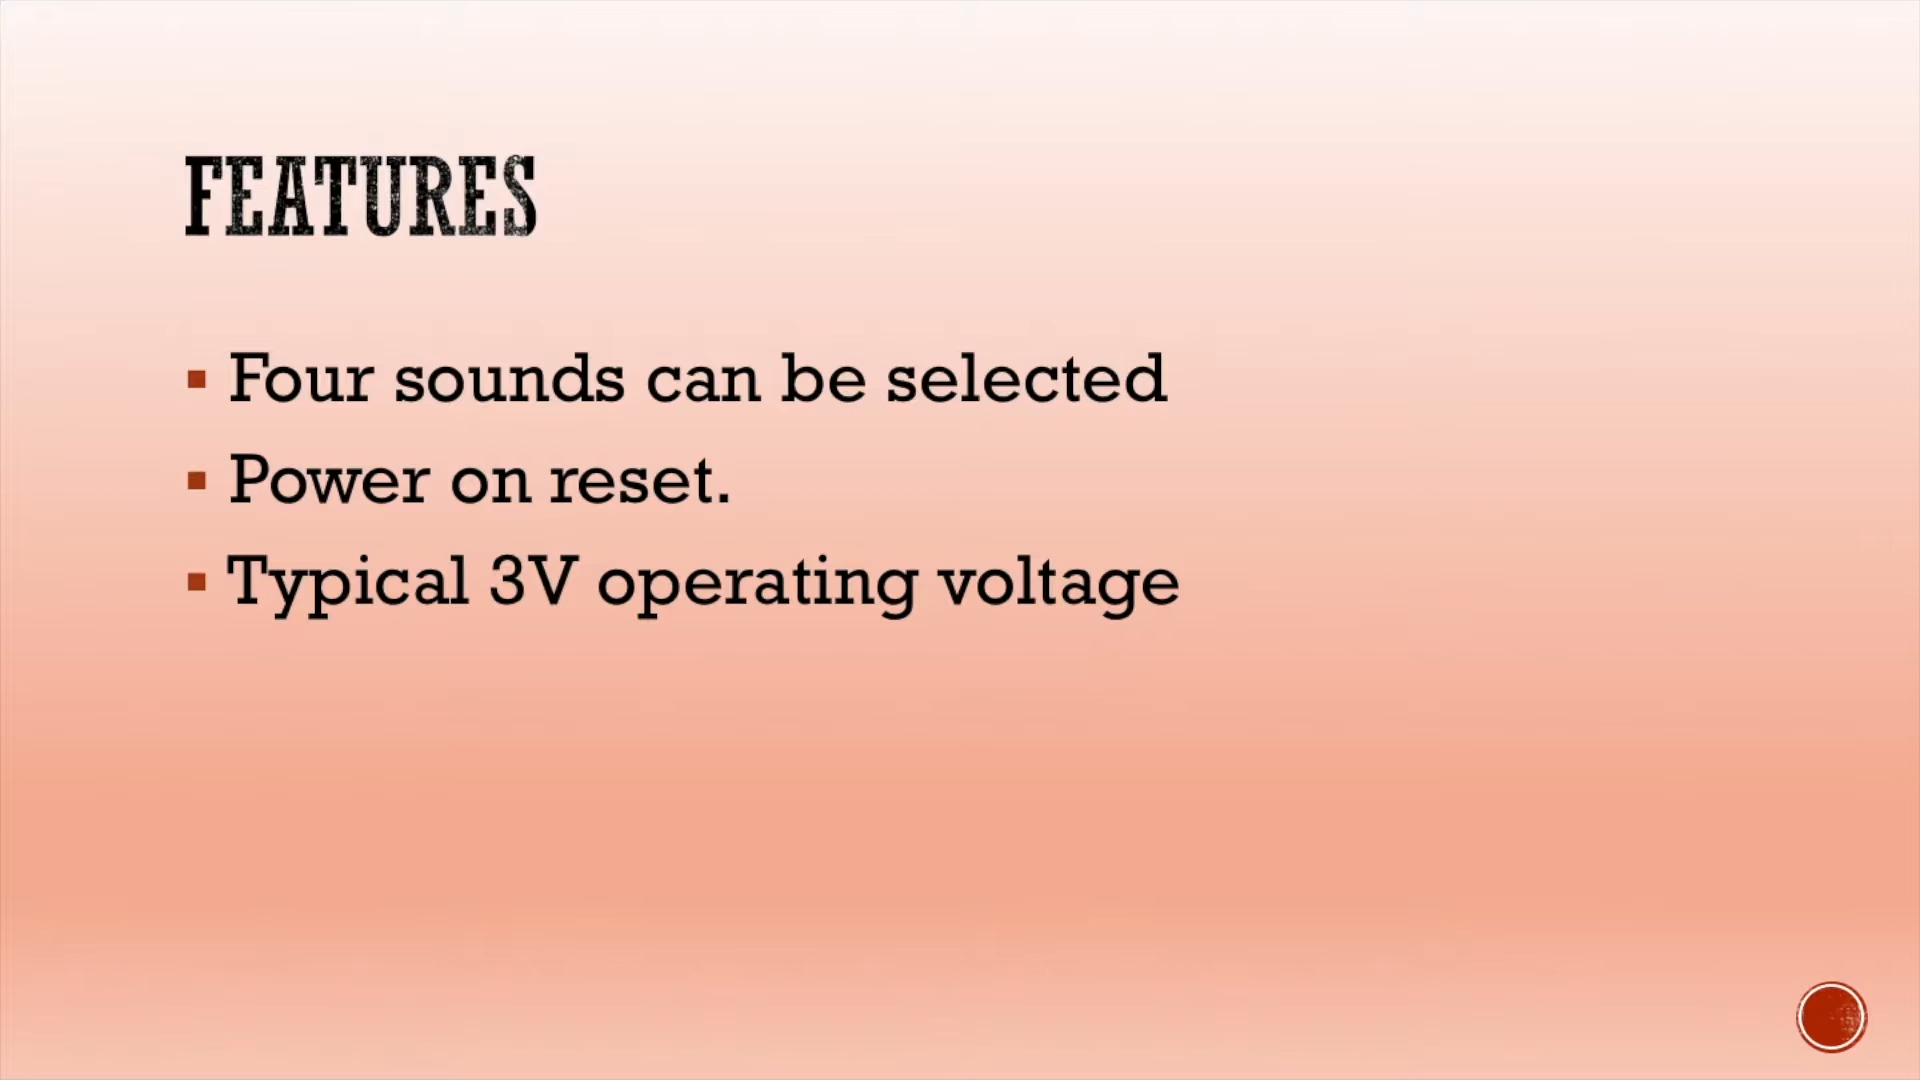 FEATURES
▪ Four sounds can be selected
▪ Power on reset.
▪ Typical 3V operating voltage